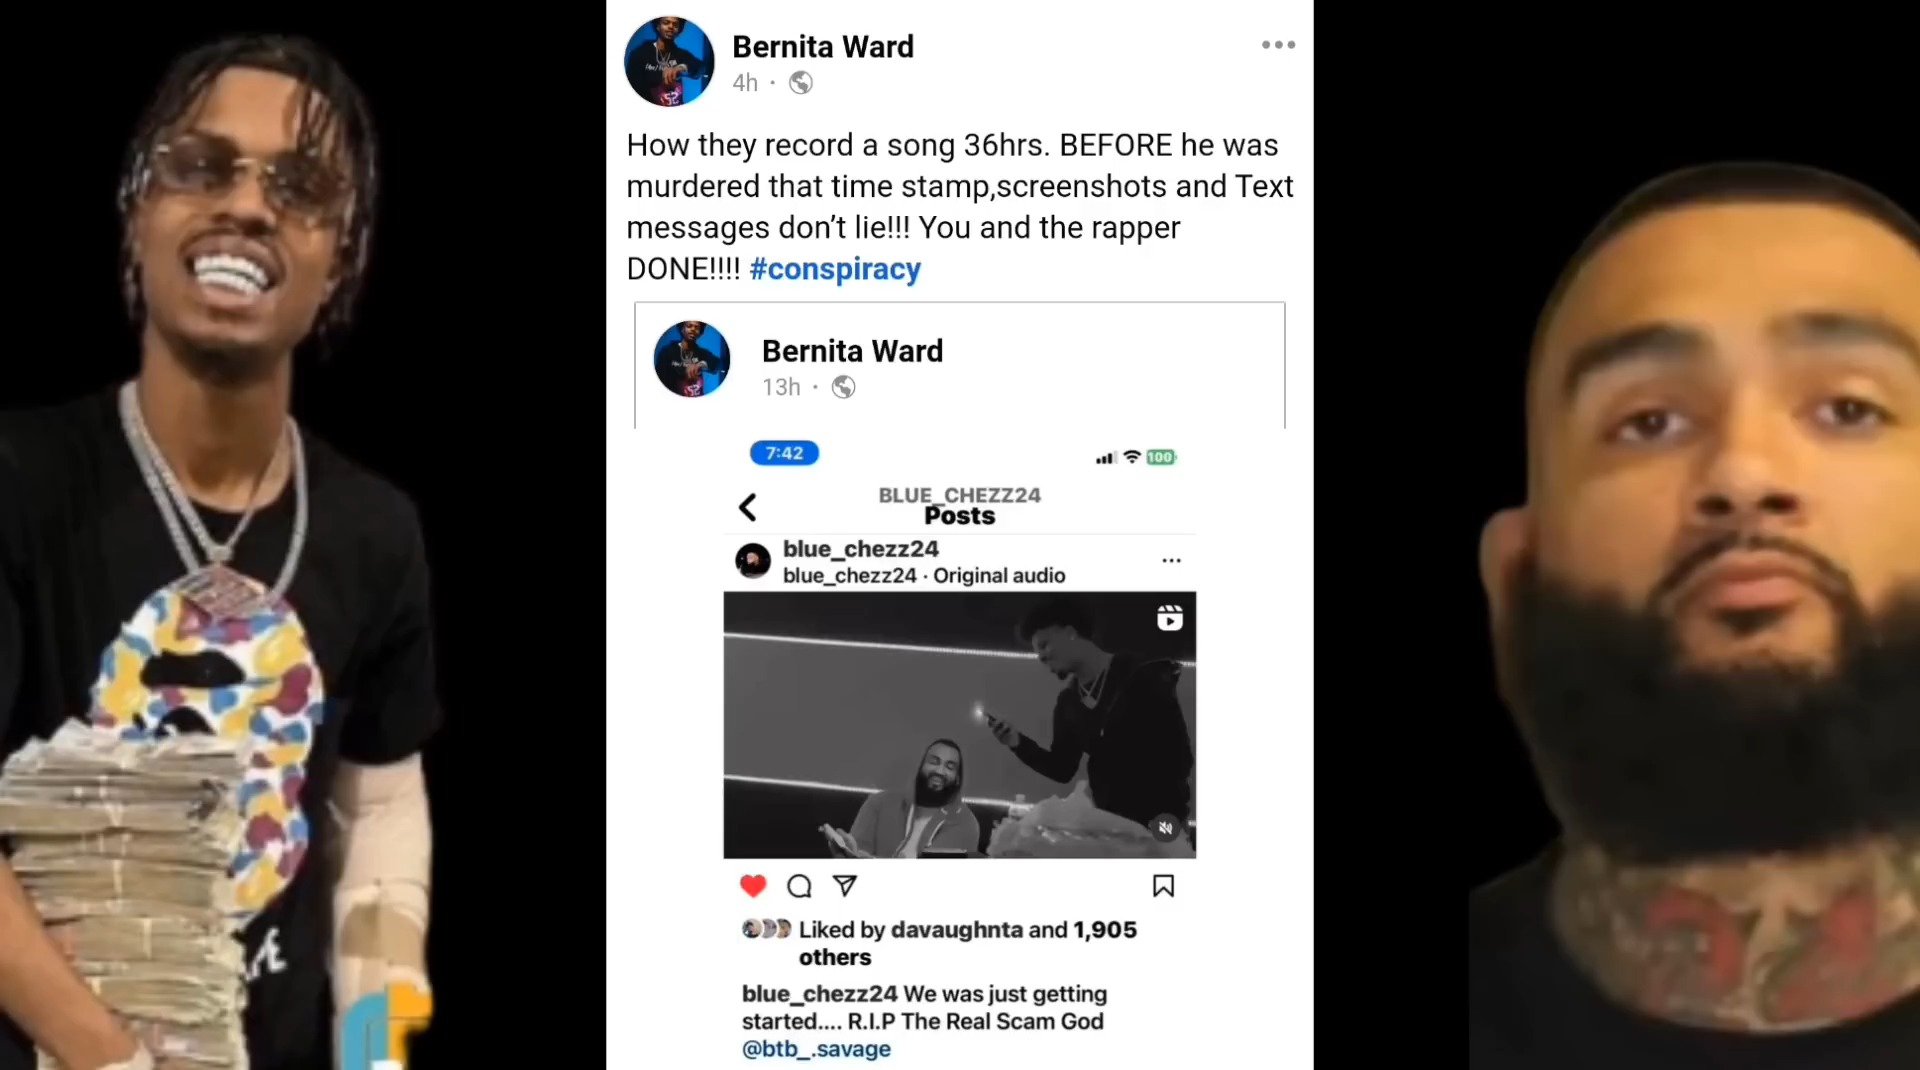 Bernita Ward
4h ·
How they record a song 36hrs. BEFORE he was
murdered that time stamp,screenshots and Text
messages don’t lie!!! You and the rapper
DONE!!!! #conspiracy
Bernita Ward
13h ·
7:42
100
BLUE_CHEZZ24
Posts
blue_chezz24
blue_chezz24 · Original audio
Liked by davaughnta and 1,905
others
blue_chezz24 We was just getting
started.... R.I.P The Real Scam God
@btb_.savage